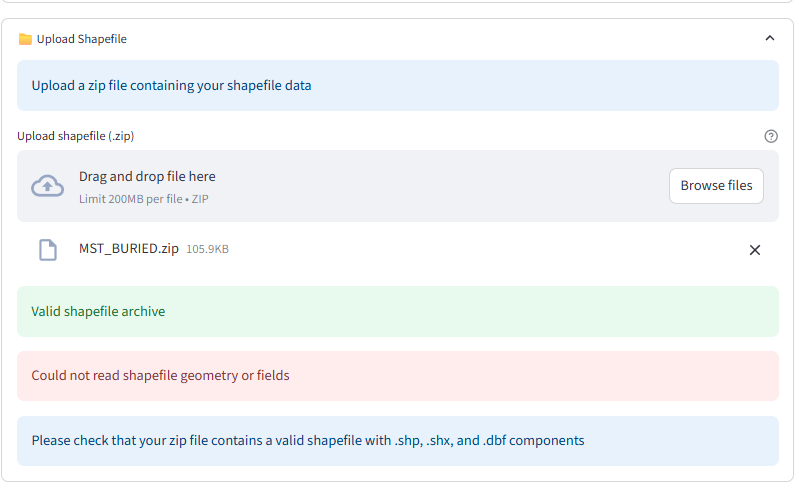 Upload Shapefile
Upload a zip file containing your shapefile data
Upload shapefile (.zip)
Drag and drop file here
Limit 200MB per file • ZIP
Browse files
MST_BURIED.zip 105.9KB
Valid shapefile archive
Could not read shapefile geometry or fields
Please check that your zip file contains a valid shapefile with .shp, .shx, and .dbf components